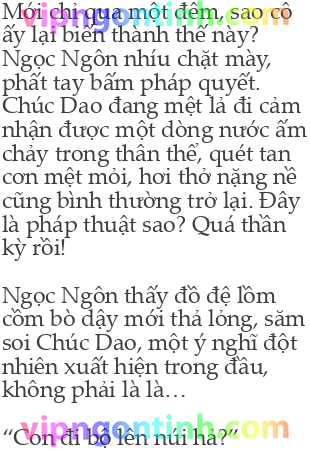 Mới chỉ qua một đêm, sao cô
ấy lại biến thành thế này?
Ngọc Ngôn nhíu chặt mày,
phất tay bấm pháp quyết.
Chúc Dao đang mệt lả đi cảm
nhận được một dòng nước ấm
chảy trong thân thể, quét tan
cơn mệt mỏi, hơi thở nặng nề
cũng bình thường trở lại. Đây
là pháp thuật sao? Quá thần
kỳ rồi!
Ngọc Ngôn thấy đồ đệ lồm
cồm bò dậy mới thả lỏng, săm
soi Chúc Dao, một ý nghĩ đột
nhiên xuất hiện trong đầu,
không phải là là…
vipngontinh.com
“Con đi bộ lên núi hả?”
vipngontinh.com